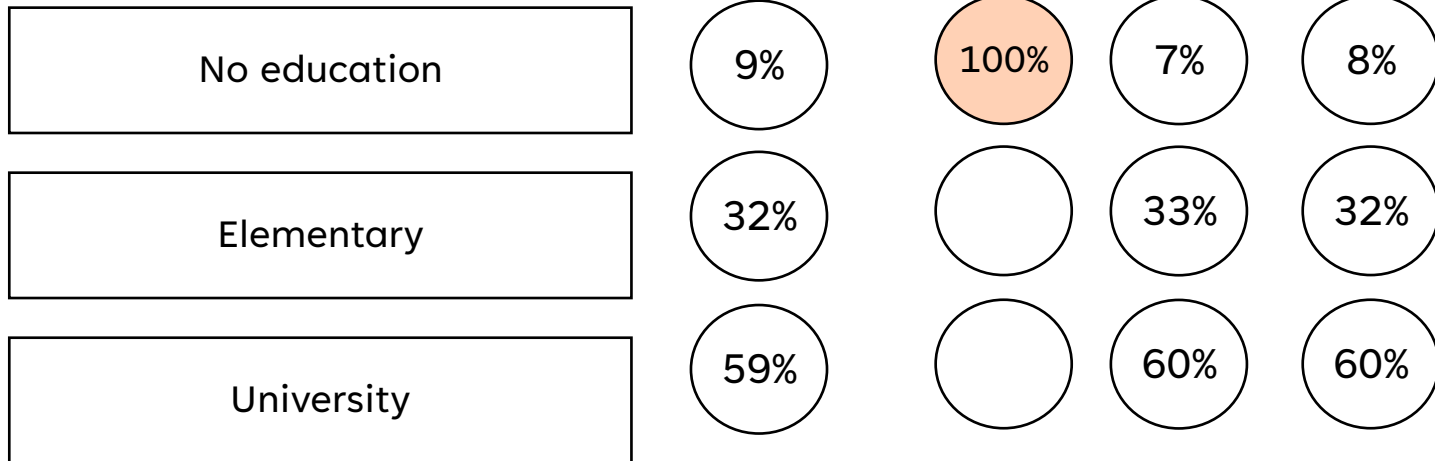 No education 9% 100% 7% 8%
Elementary 32% 33% 32%
University 59% 60% 60%